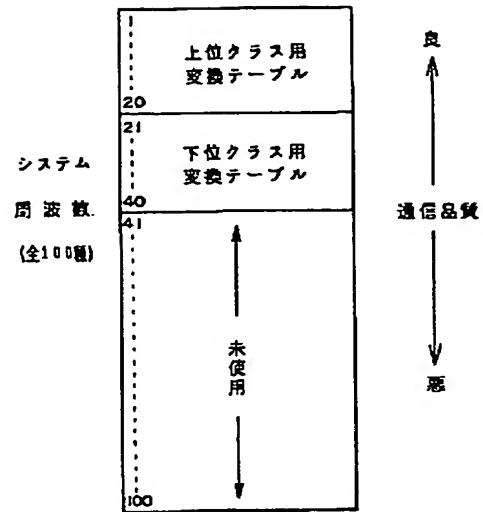 1
上位クラス用
変換テーブル
20
21
下位クラス用
変換テーブル
40
41
未使用
100
システム
周波数.
(全100種)
良
通信品質
悪